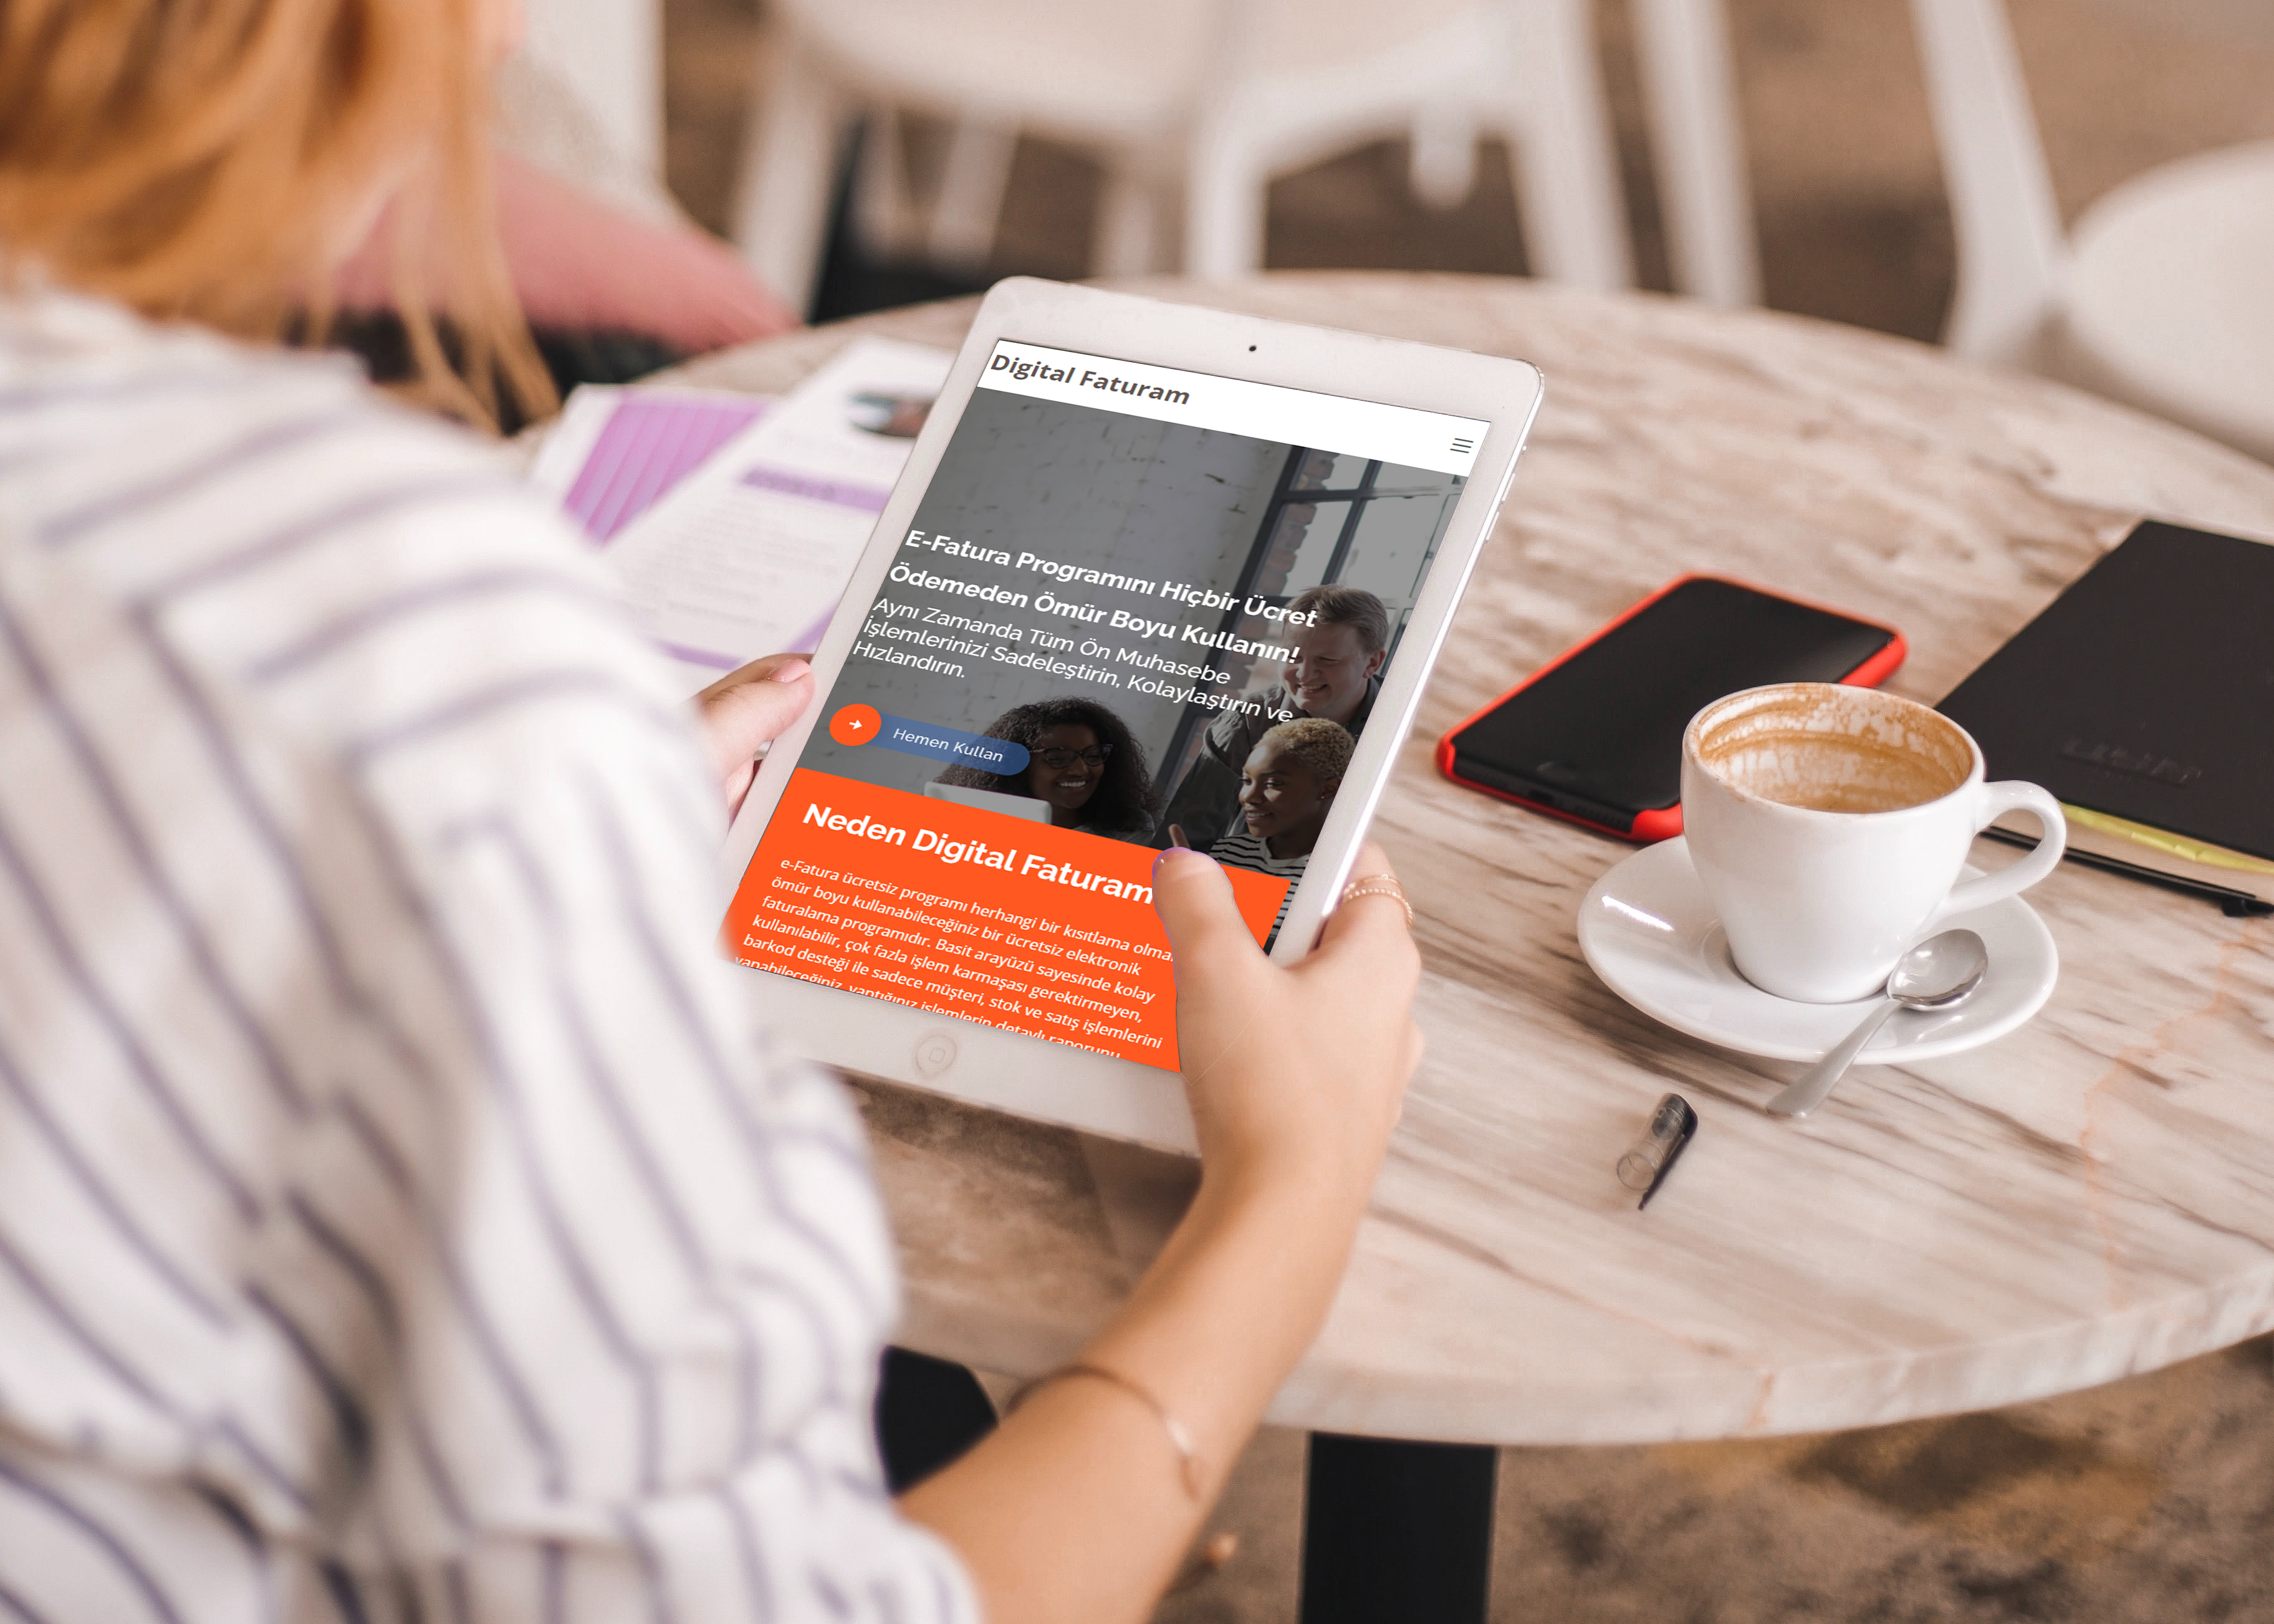 Digital Faturam
E-Fatura Programını Hiçbir Ücret
Ödemeden Ömür Boyu Kullanın!
Aynı Zamanda Tüm Ön Muhasebe
İşlemlerinizi Sadeleştirin, Kolaylaştırın ve
Hızlandırın.
Hemen Kullan
Neden Digital Faturam
e-Fatura ücretsiz programı herhangi bir kısıtlama olma
ömür boyu kullanabileceğiniz bir ücretsiz elektronik
faturalama programıdır. Basit arayüzü sayesinde kolay
kullanılabilir, çok fazla işlem karmaşası gerektirmeyen,
barkod desteği ile sadece müşteri, stok ve satış işlemlerini
yapabileceğiniz, yaptığınız işlemlerin detaylı raporunu